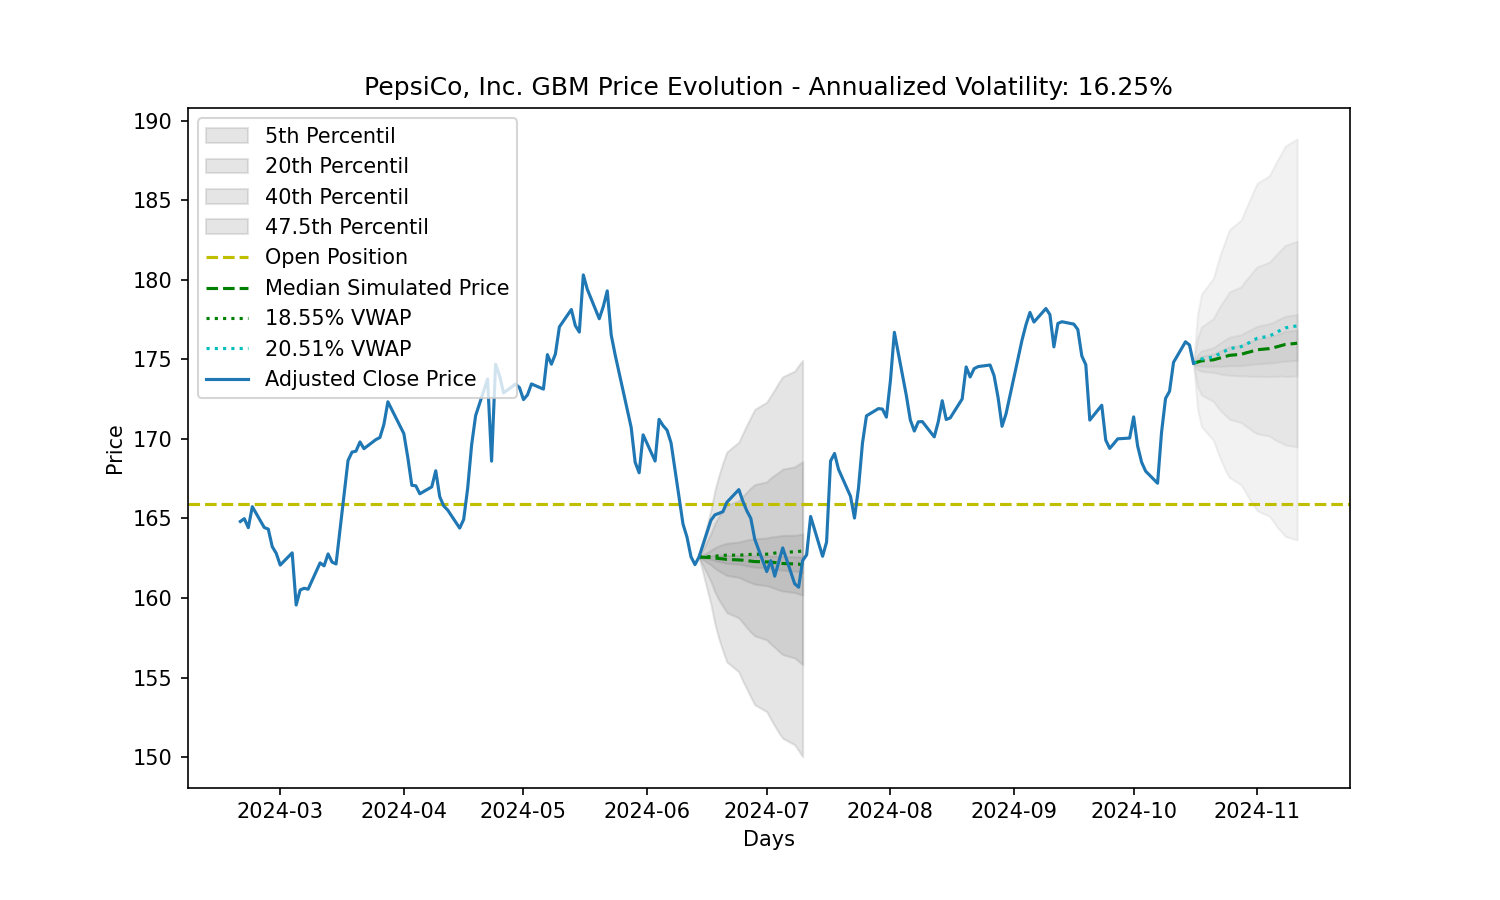 PepsiCo, Inc. GBM Price Evolution - Annualized Volatility: 16.25%
190
185
180
175
170
165
160
155
150
Price
5th Percentil
20th Percentil
40th Percentil
47.5th Percentil
Open Position
Median Simulated Price
18.55% VWAP
20.51% VWAP
Adjusted Close Price
2024-03
2024-04
2024-05
2024-06
2024-07
2024-08
2024-09
2024-10
2024-11
Days